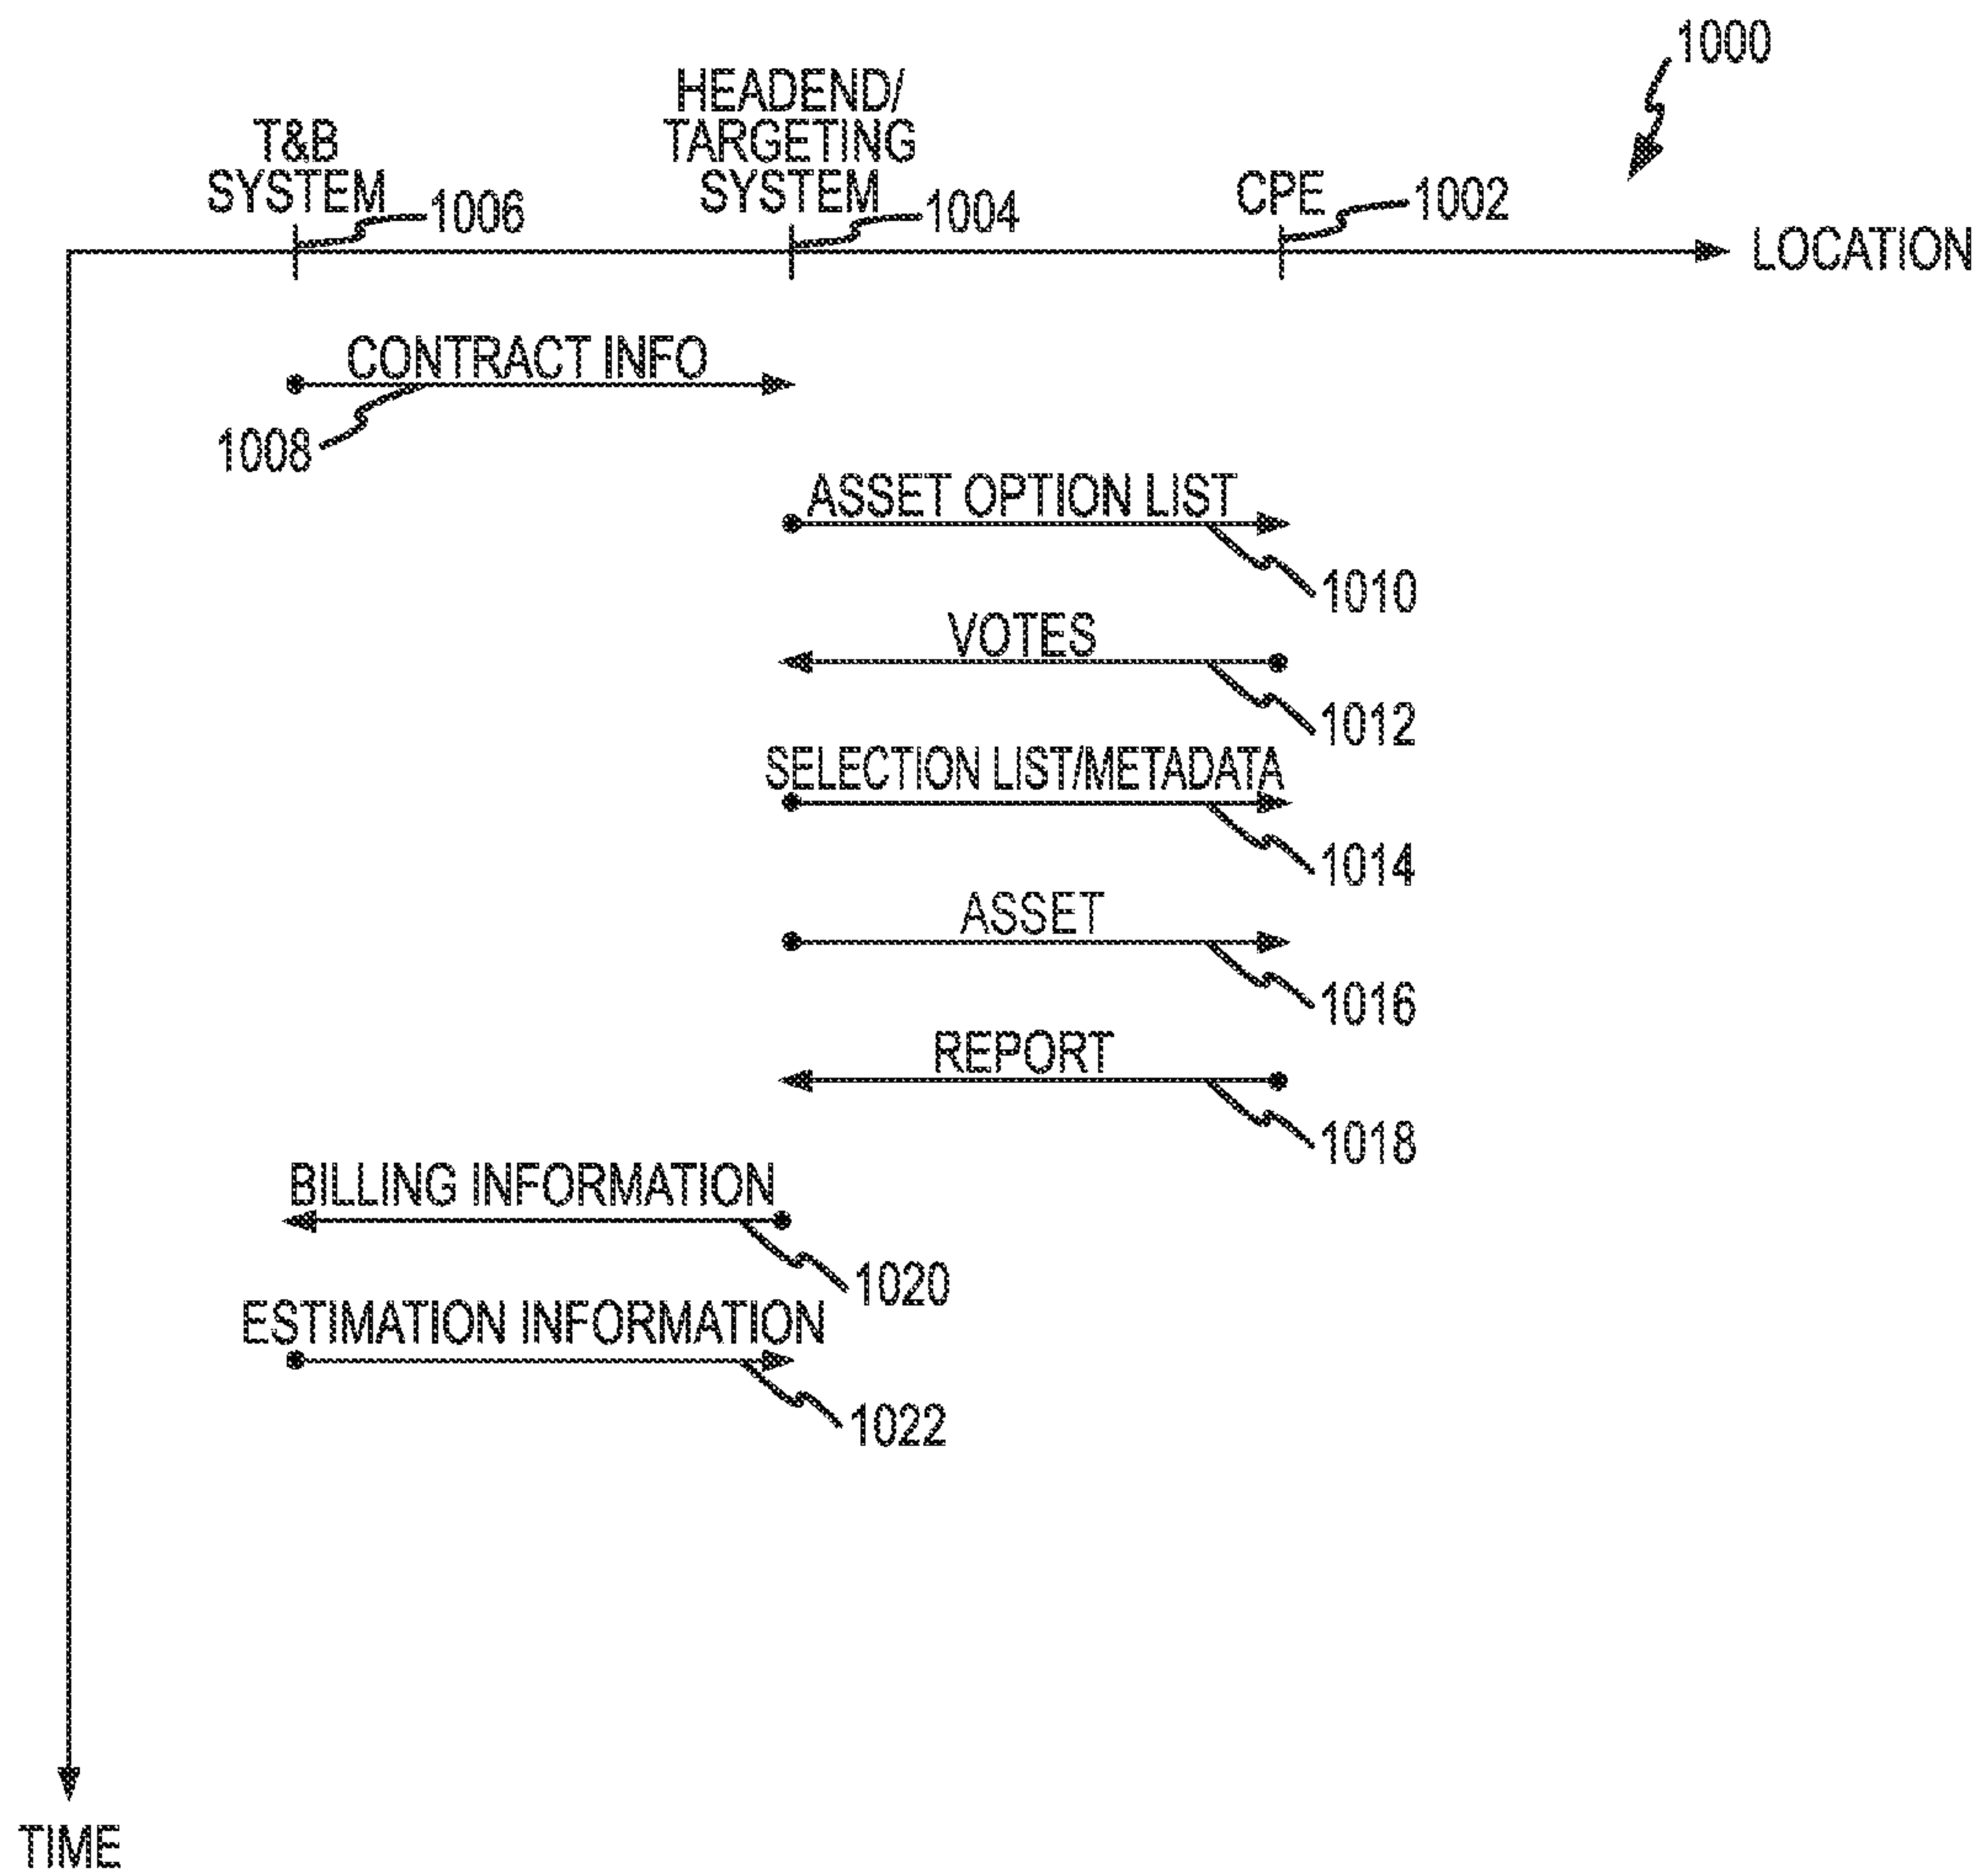 1000
HEADEND/
T&B TARGETING
SYSTEM SYSTEM CPE
1006 1004 1002
LOCATION
CONTRACT INFO
1008
ASSET OPTION LIST
1010
VOTES
1012
SELECTION LIST/METADATA
1014
ASSET
1016
REPORT
1018
BILLING INFORMATION
1020
ESTIMATION INFORMATION
1022
TIME